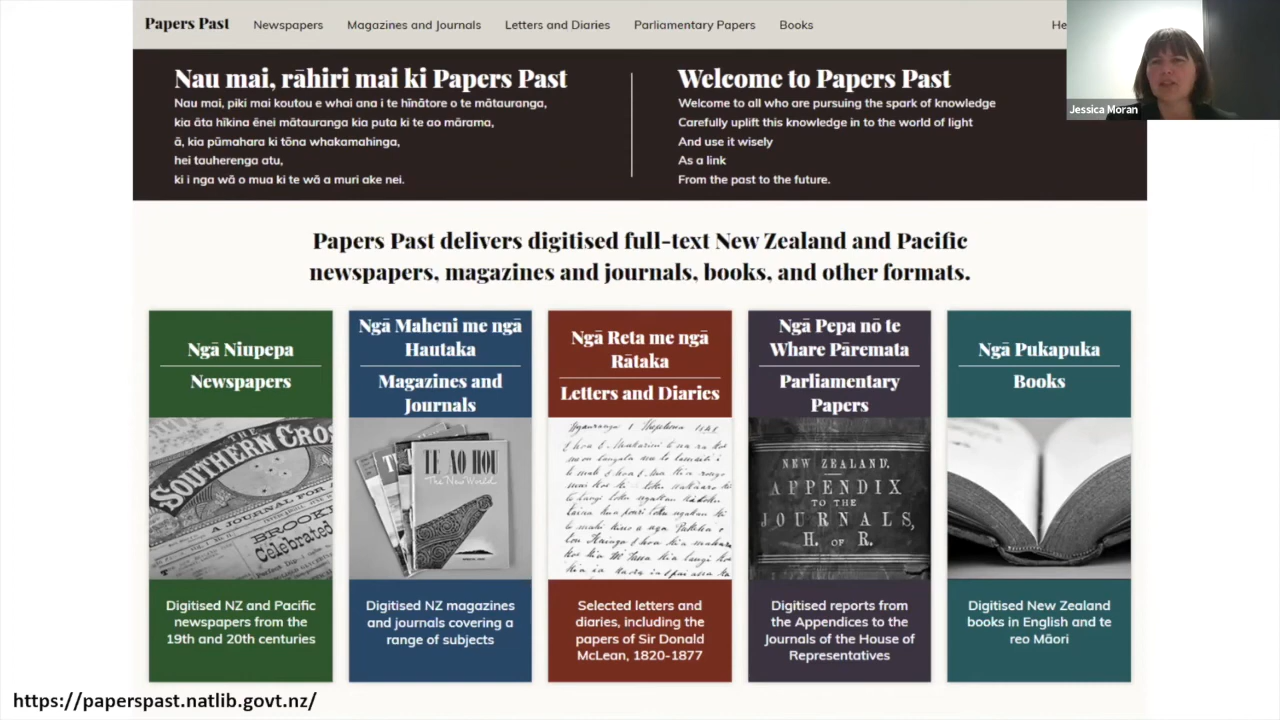 Papers Past Newspapers Magazines and Journals Letters and Diaries Parliamentary Papers Books
Jessica Moran
Nau mai, rāhiri mai ki Papers Past
Nau mai, piki mai koutou e whai ana i te hīnātore o te mātauranga,
kia āta hīkina ēnei mātauranga kia puta ki te ao mārama,
ā, kia pūmahara ki tōna whakamahinga,
hei tauherenga atu,
ki i nga wā o mua ki te wā a muri ake nei.
Welcome to Papers Past
Welcome to all who are pursuing the spark of knowledge
Carefully uplift this knowledge in to the world of light
And use it wisely
As a link
From the past to the future.
Papers Past delivers digitised full-text New Zealand and Pacific
newspapers, magazines and journals, books, and other formats.
Ngā Niupepa
Newspapers
THE
SOUTHERN CROS
A JOURNAL FOR
Celebrated
Digitised NZ and Pacific
newspapers from the
19th and 20th centuries
Ngā Maheni me ngā
Hautaka
Magazines and
Journals
TE AO HOU
The New World
Digitised NZ magazines
and journals covering a
range of subjects
Ngā Reta me ngā
Rātaka
Letters and Diaries
Selected letters and
diaries, including the
papers of Sir Donald
McLean, 1820-1877
Ngā Pepa nō te
Whare Pāremata
Parliamentary
Papers
NEW ZEALAND.
APPENDIX
TO THE
JOURNALS,
H. OF R.
Digitised reports from
the Appendices to the
Journals of the House of
Representatives
Ngā Pukapuka
Books
Digitised New Zealand
books in English and te
reo Māori
https://paperspast.natlib.govt.nz/